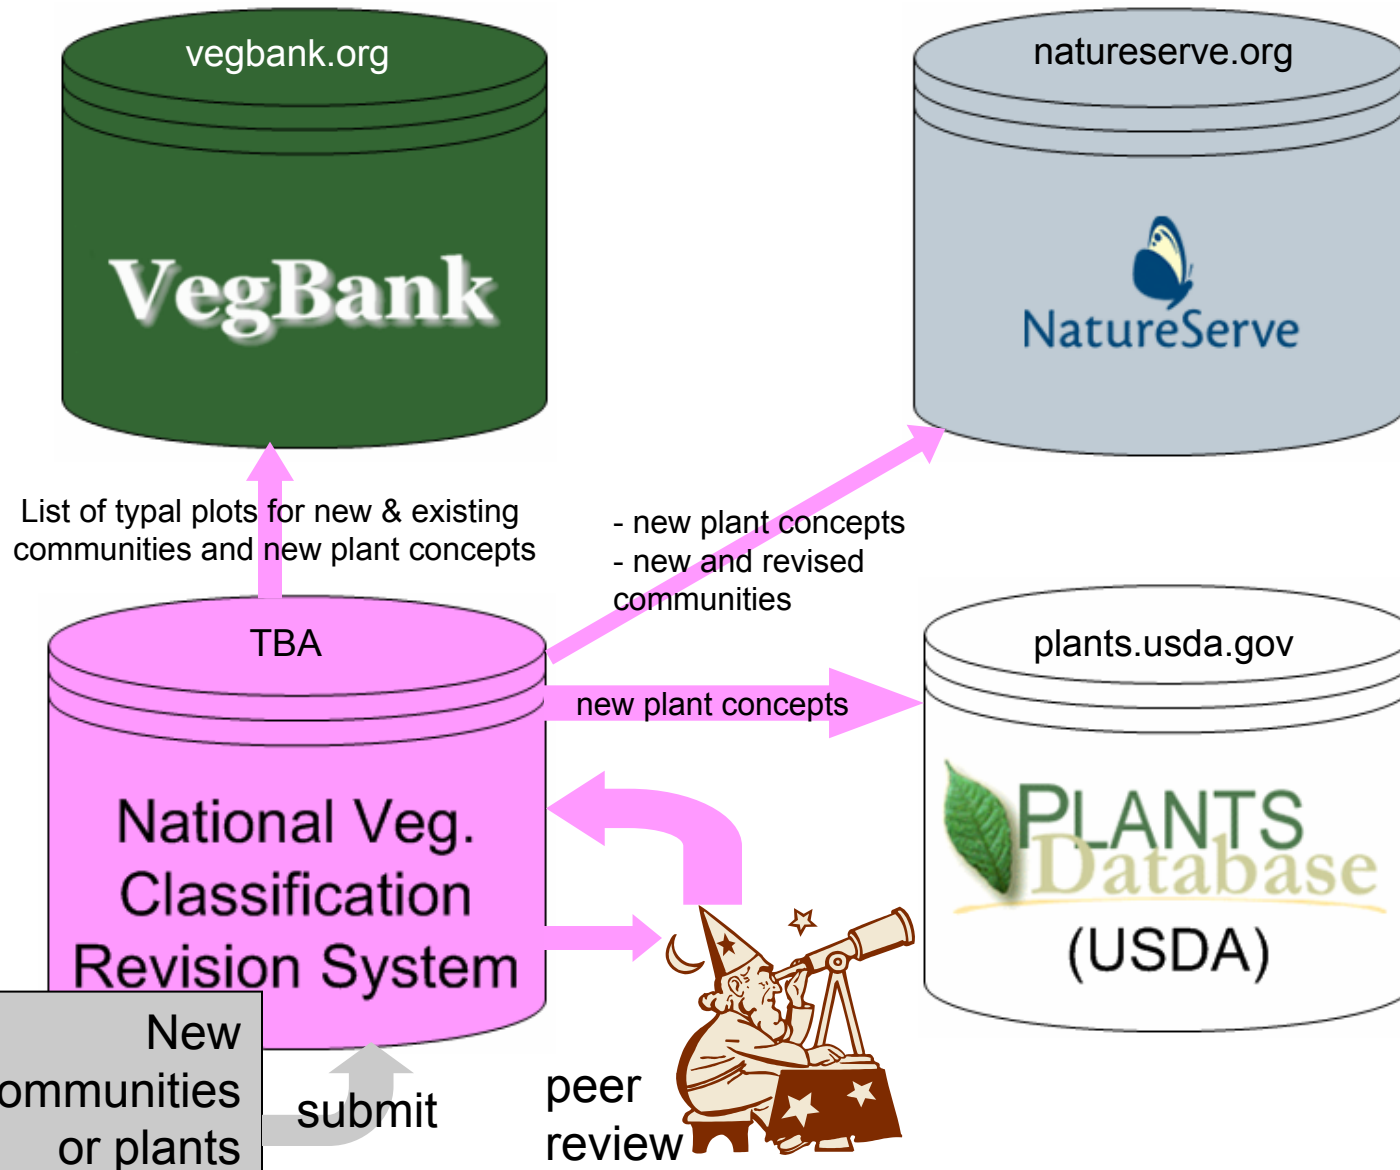 vegbank.org
VegBank
natureserve.org
NatureServe
List of typal plots for new & existing
communities and new plant concepts
- new plant concepts
- new and revised
communities
TBA
National Veg.
Classification
Revision System
new plant concepts
plants.usda.gov
PLANTS
Database
(USDA)
New
ommunities
or plants
submit
peer
review